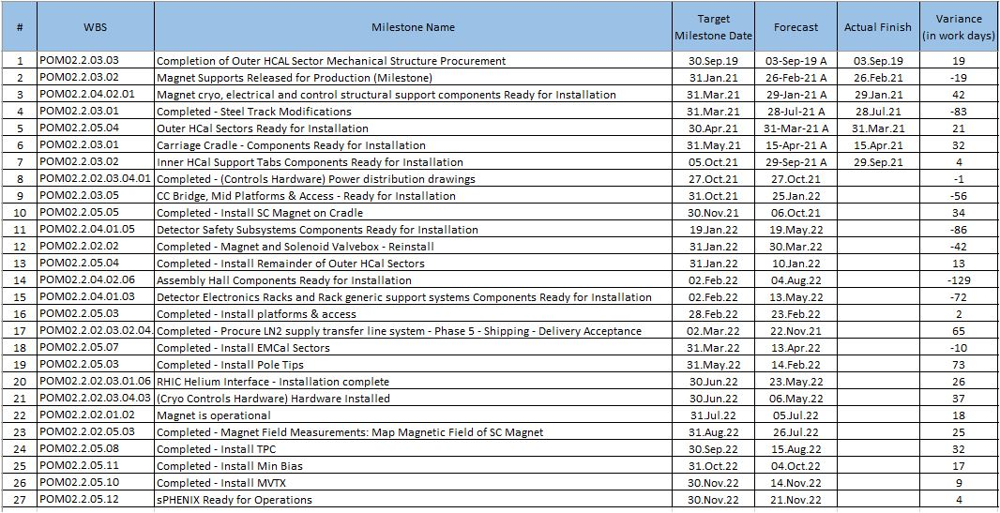 # WBS Milestone Name Target Milestone Date Forecast Actual Finish Variance (in work days)
1 POM02.2.03.03 Completion of Outer HCAL Sector Mechanical Structure Procurement 30.Sep.19 03-Sep-19 A 03.Sep.19 19
2 POM02.2.03.02 Magnet Supports Released for Production (Milestone) 31.Jan.21 26-Feb-21 A 26.Feb.21 -19
3 POM02.2.04.02.01 Magnet cryo, electrical and control structural support components Ready for Installation 31.Mar.21 29-Jan-21 A 29.Jan.21 42
4 POM02.2.03.01 Completed - Steel Track Modifications 31.Mar.21 28-Jul-21 A 28.Jul.21 -83
5 POM02.2.05.04 Outer HCal Sectors Ready for Installation 30.Apr.21 31-Mar-21 A 31.Mar.21 21
6 POM02.2.03.01 Carriage Cradle - Components Ready for Installation 31.May.21 15-Apr-21 A 15.Apr.21 32
7 POM02.2.03.02 Inner HCal Support Tabs Components Ready for Installation 05.Oct.21 29-Sep-21 A 29.Sep.21 4
8 POM02.2.02.03.04.01 Completed - (Controls Hardware) Power distribution drawings 27.Oct.21 27.Oct.21 -1
9 POM02.2.03.05 CC Bridge, Mid Platforms & Access - Ready for Installation 31.Oct.21 25.Jan.22 -56
10 POM02.2.05.05 Completed - Install SC Magnet on Cradle 30.Nov.21 06.Oct.21 34
11 POM02.2.04.01.05 Detector Safety Subsystems Components Ready for Installation 19.Jan.22 19.May.22 -86
12 POM02.2.02.02 Completed - Magnet and Solenoid Valvebox - Reinstall 31.Jan.22 30.Mar.22 -42
13 POM02.2.05.04 Completed - Install Remainder of Outer HCal Sectors 31.Jan.22 10.Jan.22 13
14 POM02.2.04.02.06 Assembly Hall Components Ready for Installation 02.Feb.22 04.Aug.22 -129
15 POM02.2.04.01.03 Detector Electronics Racks and Rack generic support systems Components Ready for Installation 02.Feb.22 13.May.22 -72
16 POM02.2.05.03 Completed - Install platforms & access 28.Feb.22 23.Feb.22 2
17 POM02.2.02.03.02.04. Completed - Procure LN2 supply transfer line system - Phase 5 - Shipping - Delivery Acceptance 02.Mar.22 22.Nov.21 65
18 POM02.2.05.07 Completed - Install EMCal Sectors 31.Mar.22 13.Apr.22 -10
19 POM02.2.05.03 Completed - Install Pole Tips 31.May.22 14.Feb.22 73
20 POM02.2.02.03.01.06 RHIC Helium Interface - Installation complete 30.Jun.22 23.May.22 26
21 POM02.2.02.03.04.03 (Cryo Controls Hardware) Hardware Installed 30.Jun.22 06.May.22 37
22 POM02.2.02.01.02 Magnet is operational 31.Jul.22 05.Jul.22 18
23 POM02.2.02.05.03 Completed - Magnet Field Measurements: Map Magnetic Field of SC Magnet 31.Aug.22 26.Jul.22 25
24 POM02.2.05.08 Completed - Install TPC 30.Sep.22 15.Aug.22 32
25 POM02.2.05.11 Completed - Install Min Bias 31.Oct.22 04.Oct.22 17
26 POM02.2.05.10 Completed - Install MVTX 30.Nov.22 14.Nov.22 9
27 POM02.2.05.12 sPHENIX Ready for Operations 30.Nov.22 21.Nov.22 4